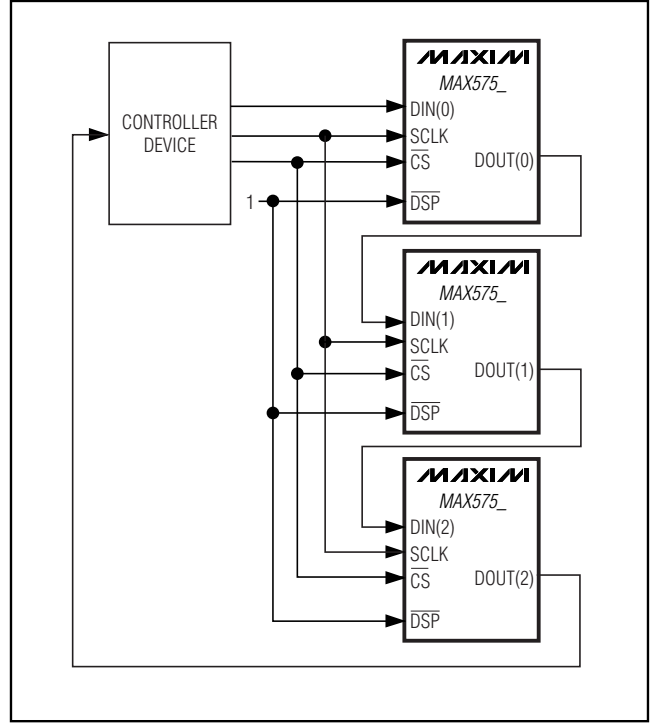 CONTROLLER
DEVICE
1
MAXIM
MAX575_
DIN(0)
SCLK
CS
DOUT(0)
DSP
MAXIM
MAX575_
DIN(1)
SCLK
CS
DOUT(1)
DSP
MAXIM
MAX575_
DIN(2)
SCLK
CS
DOUT(2)
DSP